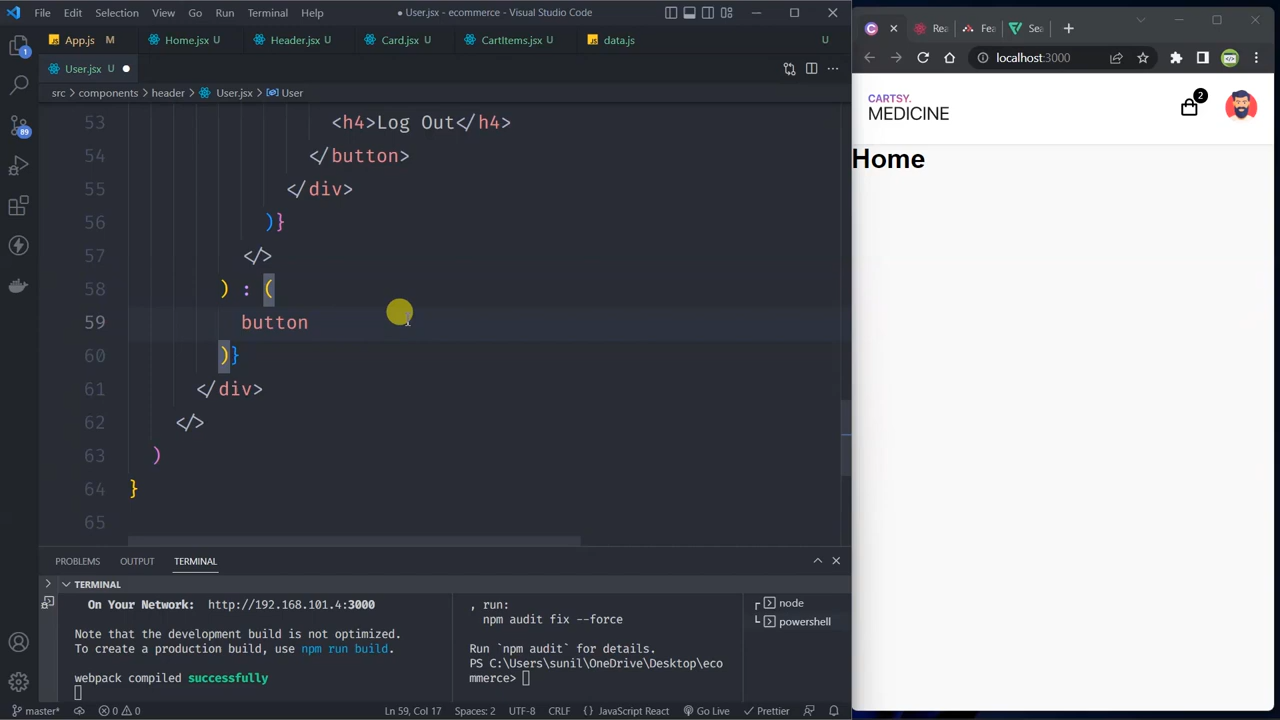 File Edit Selection View Go Run Terminal Help
● User.jsx - ecommerce - Visual Studio Code
App.js M
Home.jsx U
Header.jsx U
Card.jsx U
CartItems.jsx U
data.js U
User.jsx U
src > components > header > User.jsx > User
53 <h4>Log Out</h4>
54 </button>
55 </div>
56 )}
57 </>
58 ) : (
59 button
60 )}
61 </div>
62 </>
63 )
64 }
65
PROBLEMS OUTPUT TERMINAL
TERMINAL
On Your Network: http://192.168.101.4:3000
Note that the development build is not optimized.
To create a production build, use npm run build.
webpack compiled successfully
, run:
npm audit fix --force
Run `npm audit` for details.
PS C:\Users\sunil\OneDrive\Desktop\eco
mmerce>
node
powershell
1
89
master*
0 0
Ln 59, Col 17
Spaces: 2
UTF-8
CRLF
{} JavaScript React
Go Live
Prettier
Rea
Fea
Sea
localhost:3000
CARTSY.
MEDICINE
2
Home